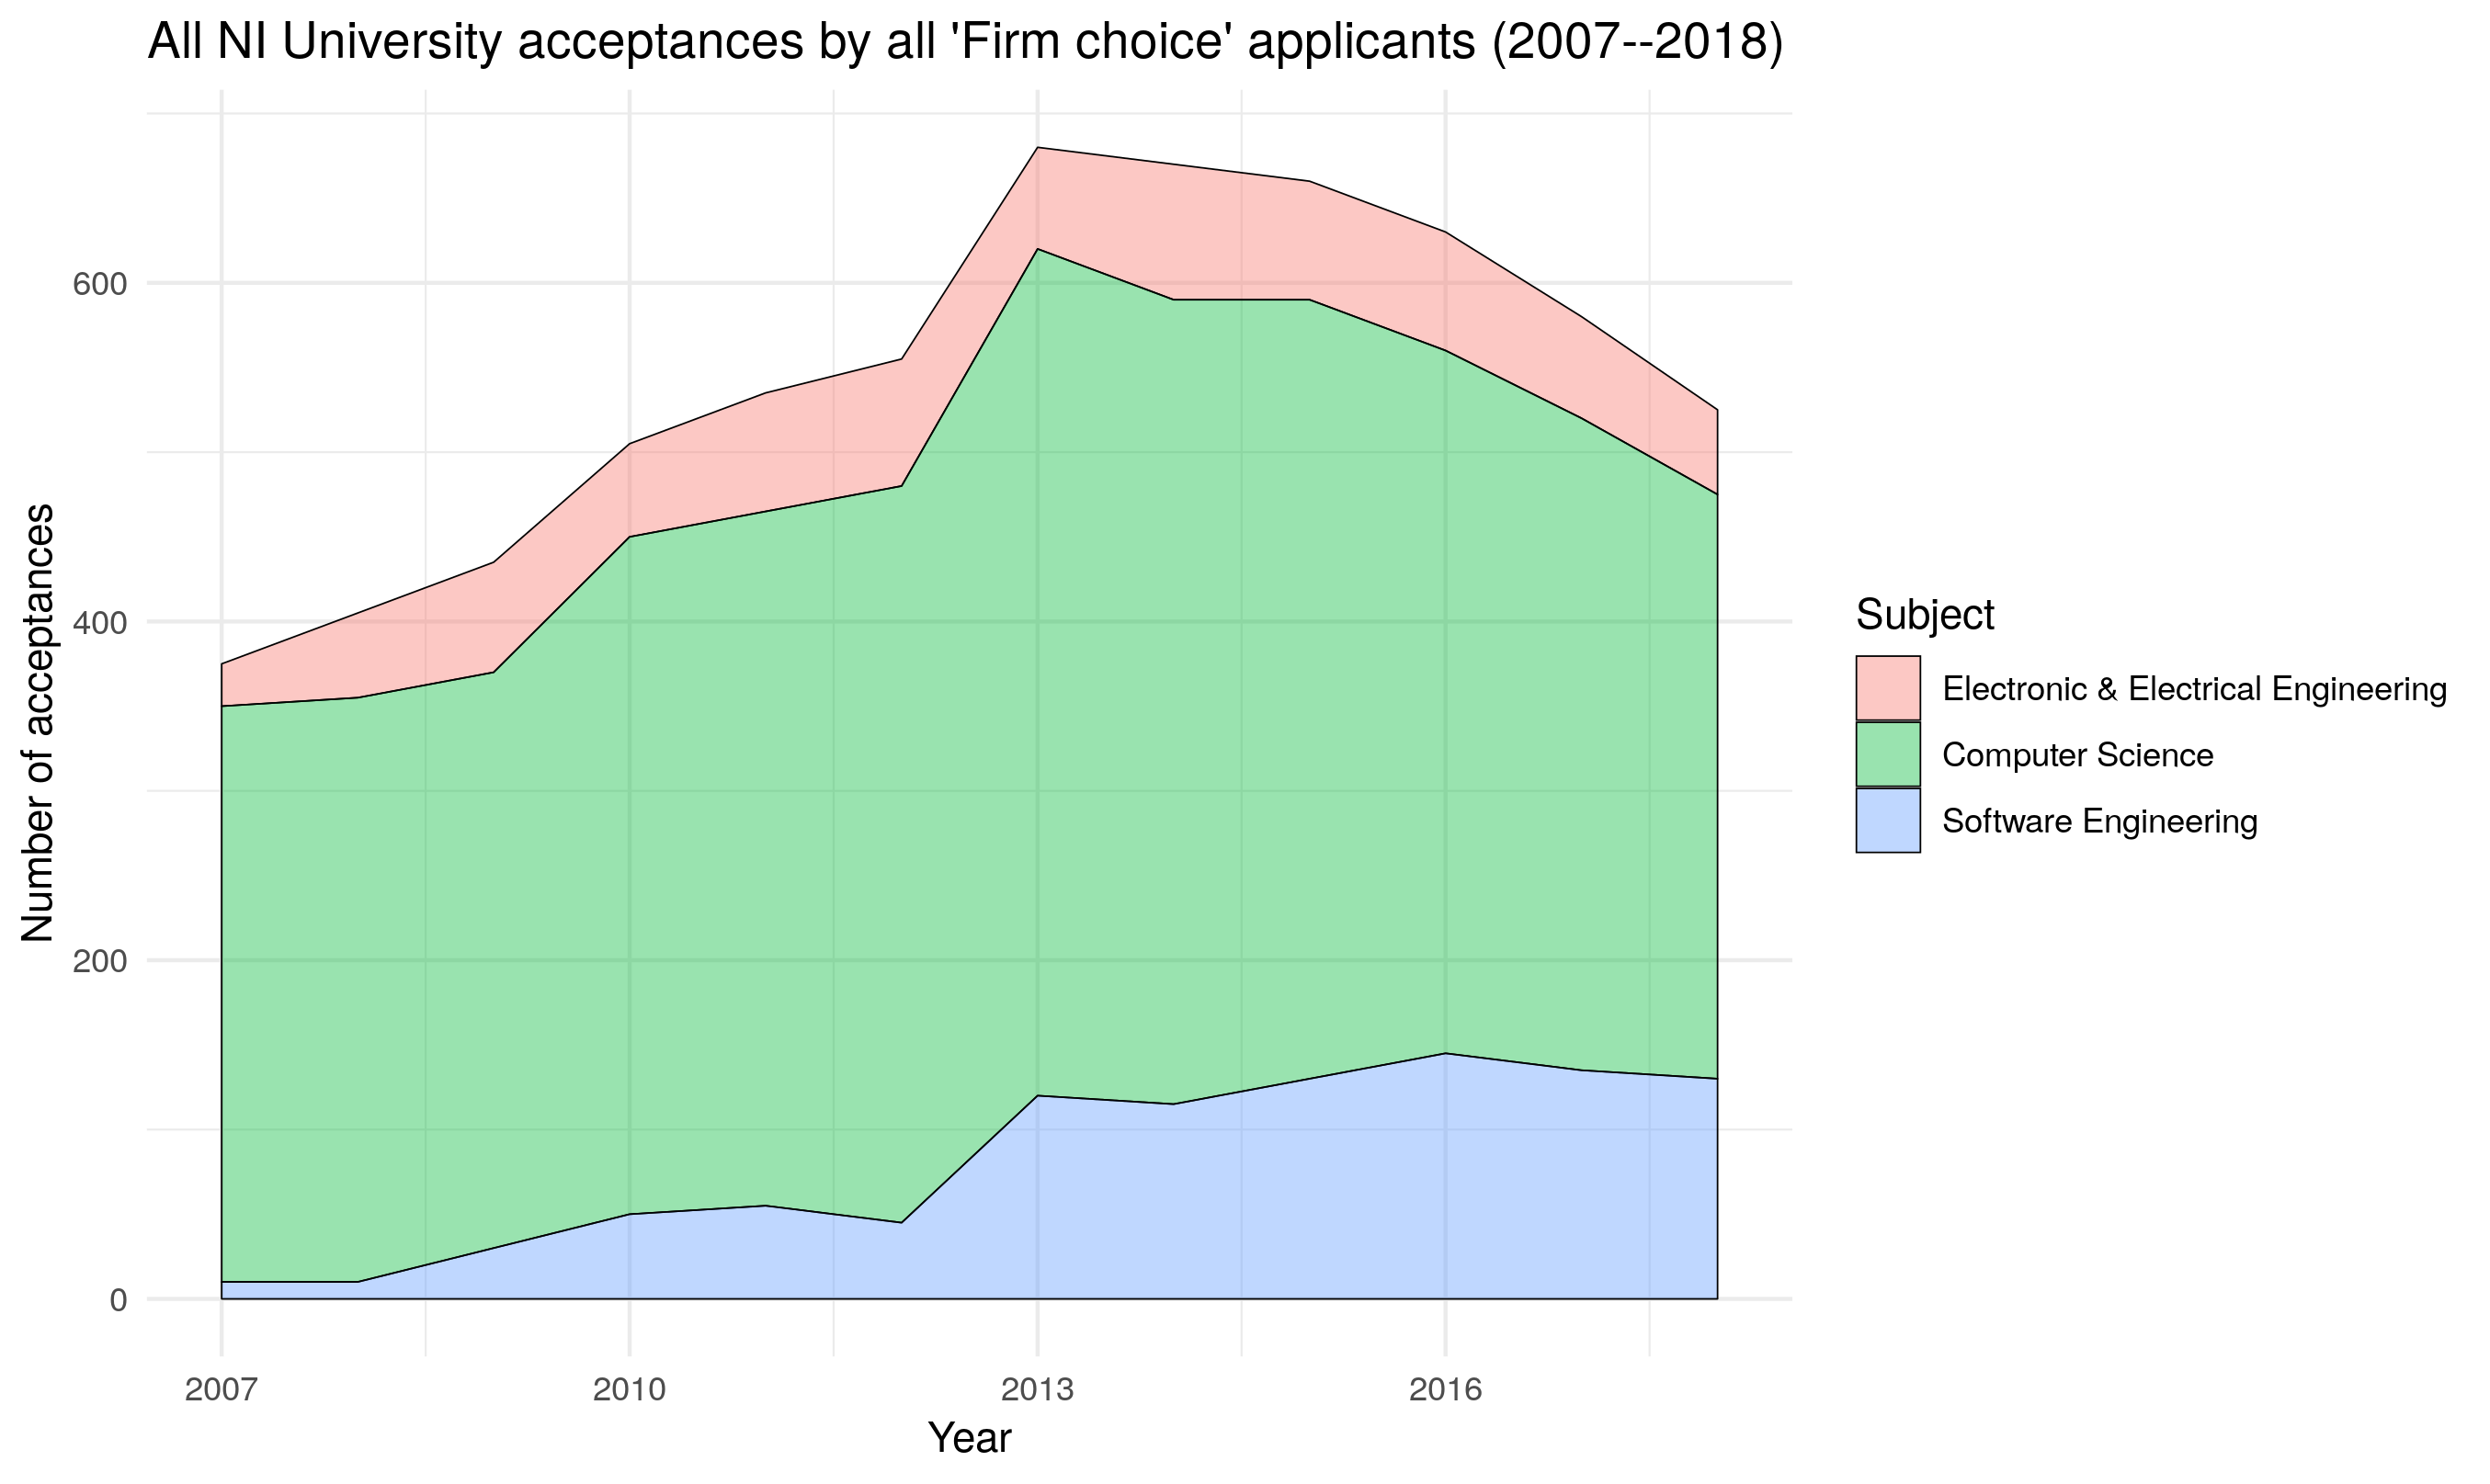 All NI University acceptances by all 'Firm choice' applicants (2007--2018)
Number of acceptances
600
400
200
0
2007 2010 2013 2016
Year
Subject
Electronic & Electrical Engineering
Computer Science
Software Engineering